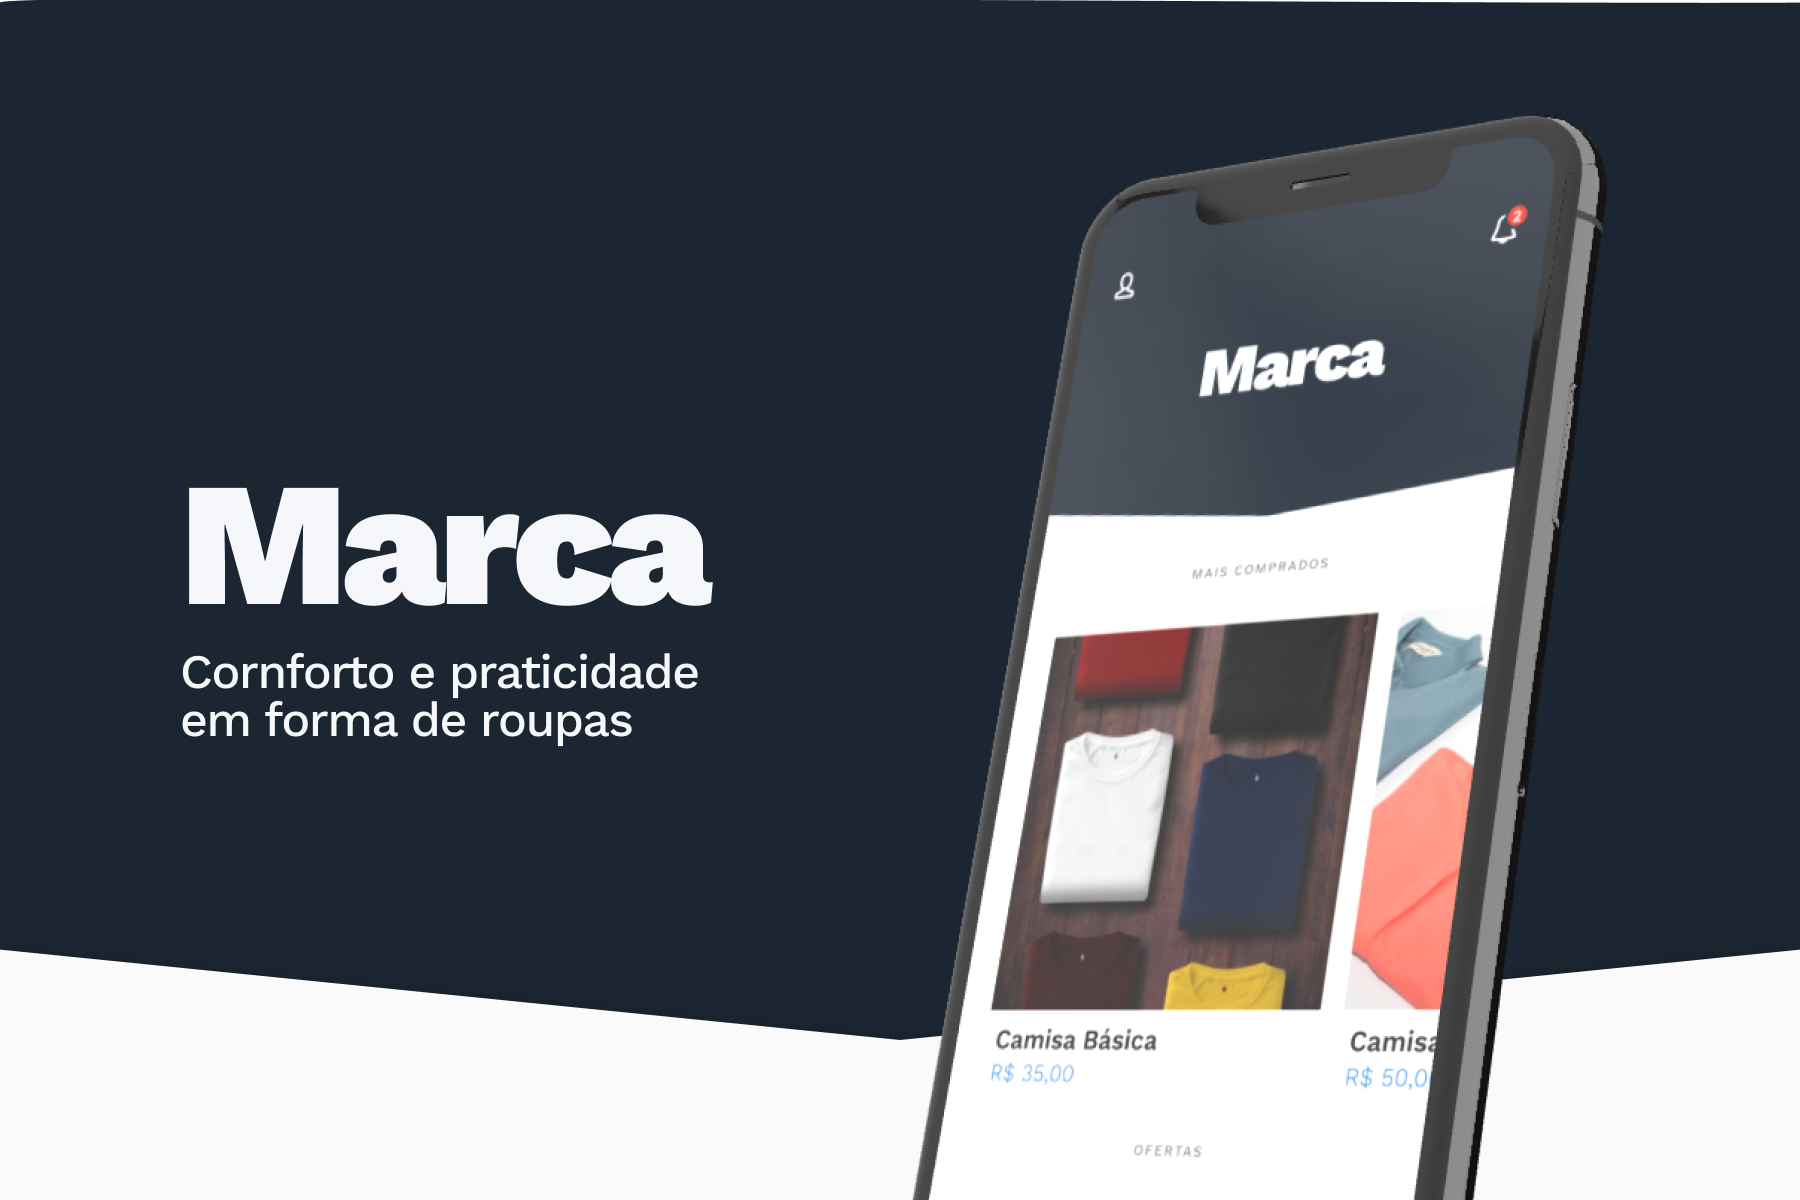 Marca
Cornforto e praticidade
em forma de roupas
2
Marca
MAIS COMPRADOS
Camisa Básica
R$ 35,00
Camisa
R$ 50,0
OFERTAS